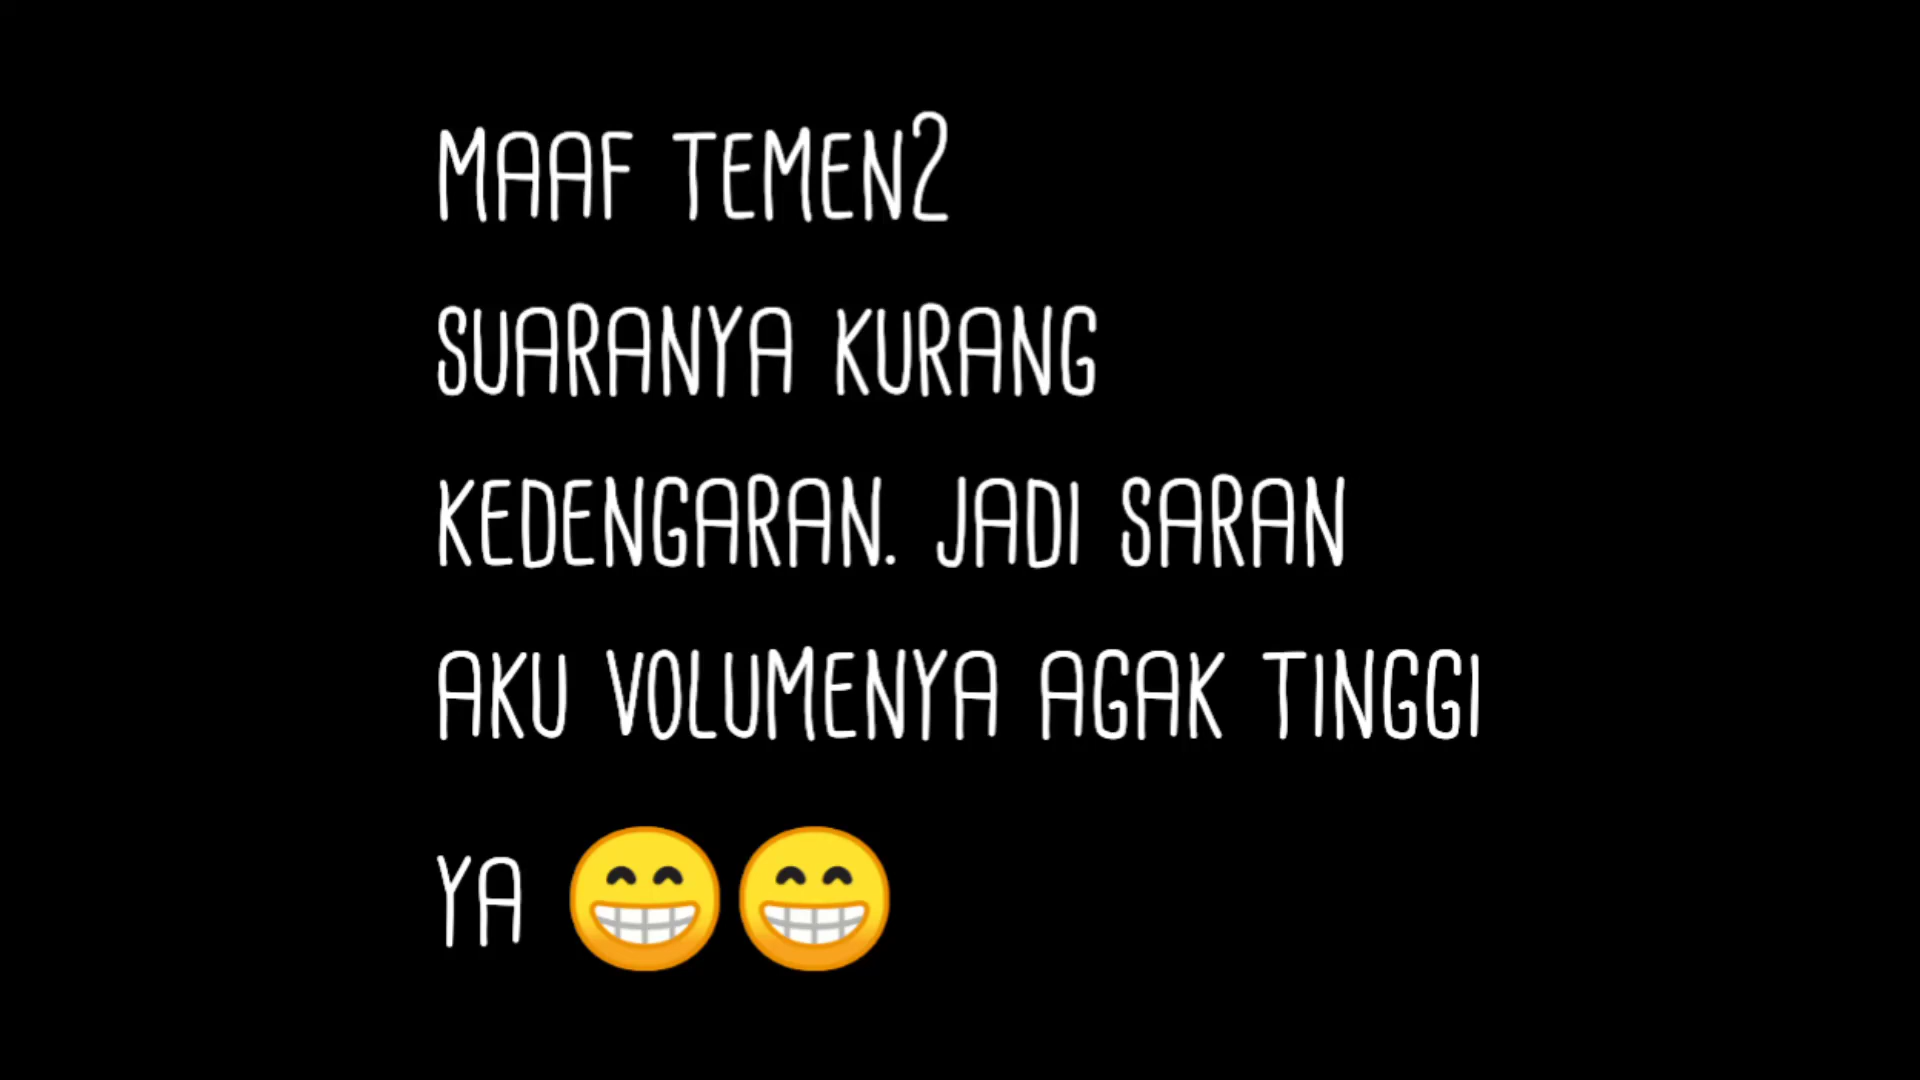 MAAF TEMEN2
SUARANYA KURANG
KEDENGARAN. JADI SARAN
AKU VOLUMENYA AGAK TINGGI
YA 😁😁